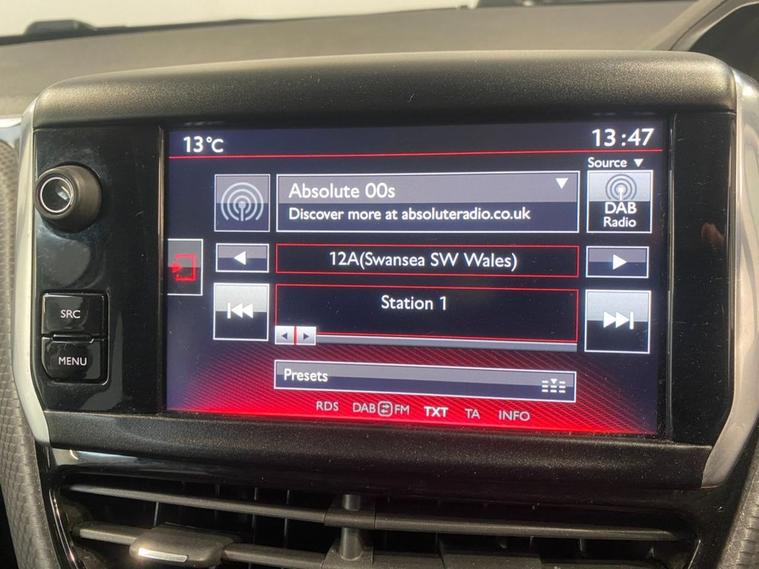 13°C
13:47
Source ▼
Absolute 00s
Discover more at absoluteradio.co.uk
DAB
Radio
12A(Swansea SW Wales)
Station 1
SRC
MENU
Presets
RDS DAB FM TXT TA INFO